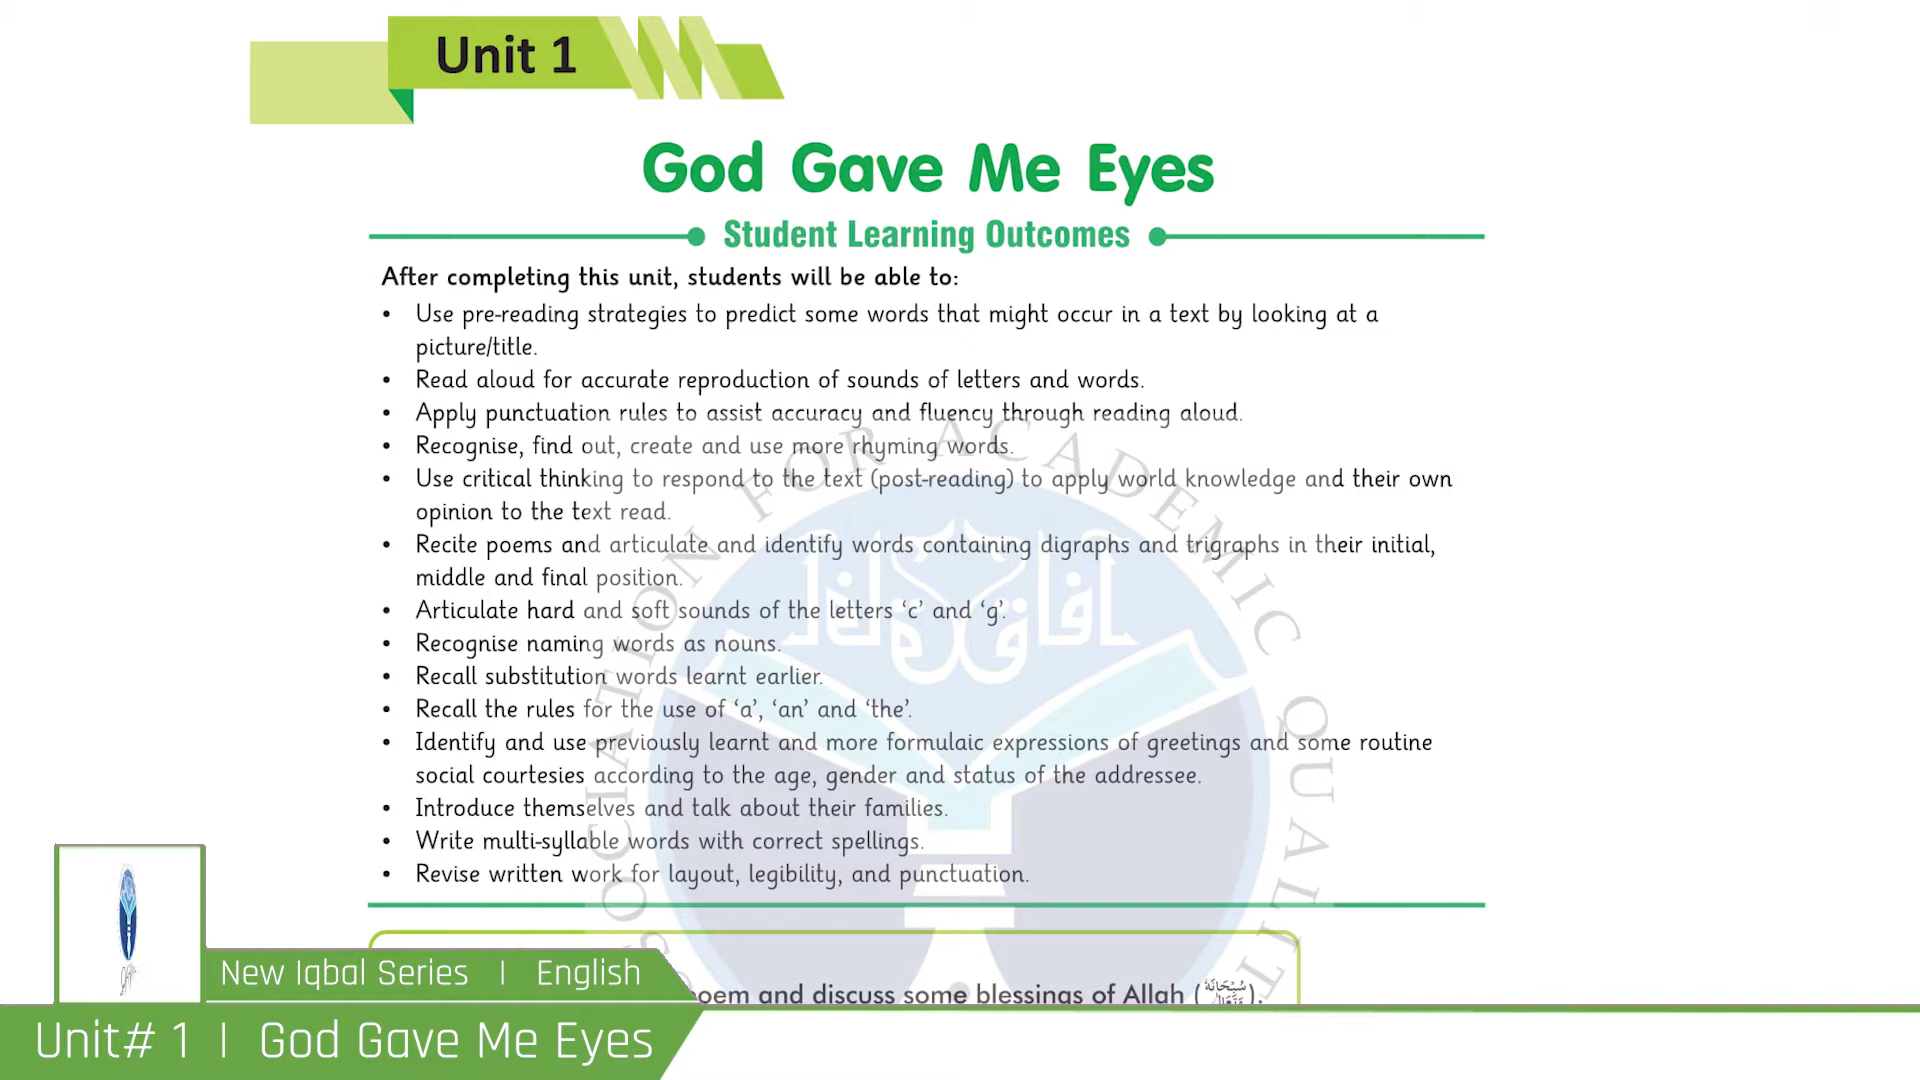 Unit 1
God Gave Me Eyes
Student Learning Outcomes
After completing this unit, students will be able to:
• Use pre-reading strategies to predict some words that might occur in a text by looking at a
picture/title.
• Read aloud for accurate reproduction of sounds of letters and words.
• Apply punctuation rules to assist accuracy and fluency through reading aloud.
• Recognise, find out, create and use more rhyming words.
• Use critical thinking to respond to the text (post-reading) to apply world knowledge and their own
opinion to the text read.
• Recite poems and articulate and identify words containing digraphs and trigraphs in their initial,
middle and final position.
• Articulate hard and soft sounds of the letters ‘c’ and ‘g’.
• Recognise naming words as nouns.
• Recall substitution words learnt earlier.
• Recall the rules for the use of ‘a’, ‘an’ and ‘the’.
• Identify and use previously learnt and more formulaic expressions of greetings and some routine
social courtesies according to the age, gender and status of the addressee.
• Introduce themselves and talk about their families.
• Write multi-syllable words with correct spellings.
• Revise written work for layout, legibility, and punctuation.
poem and discuss some blessings of Allah (سُبْحَانَهٗ وَتَعَالٰى).
FOR ACADEMIC QUALIT
New Iqbal Series | English
Unit# 1 | God Gave Me Eyes